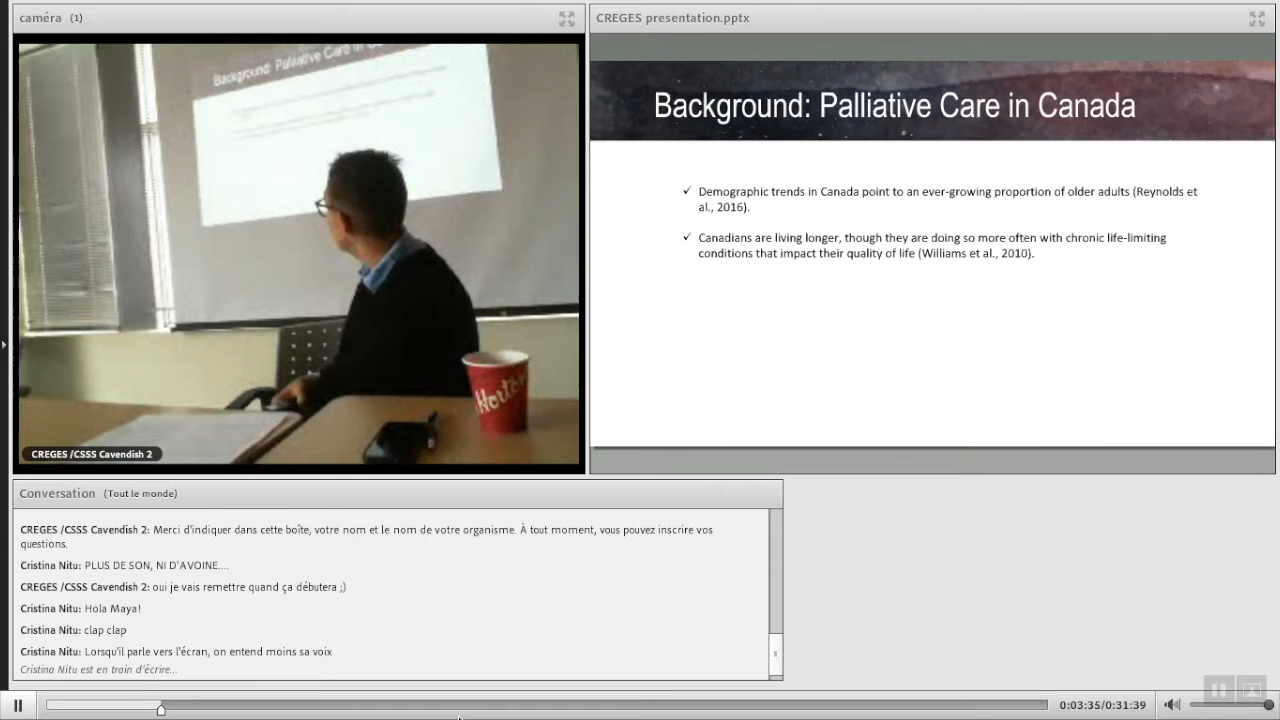 caméra (1)
Background: Palliative Care in Ca
Horton
CREGES /CSSS Cavendish 2
CREGES presentation.pptx
Background: Palliative Care in Canada
✓ Demographic trends in Canada point to an ever-growing proportion of older adults (Reynolds et
al., 2016).
✓ Canadians are living longer, though they are doing so more often with chronic life-limiting
conditions that impact their quality of life (Williams et al., 2010).
Conversation (Tout le monde)
CREGES /CSSS Cavendish 2: Merci d'indiquer dans cette boîte, votre nom et le nom de votre organisme. À tout moment, vous pouvez inscrire vos
questions.
Cristina Nitu: PLUS DE SON, NI D'AVOINE....
CREGES /CSSS Cavendish 2: oui je vais remettre quand ça débutera ;)
Cristina Nitu: Hola Maya!
Cristina Nitu: clap clap
Cristina Nitu: Lorsqu'il parle vers l'écran, on entend moins sa voix
Cristina Nitu est en train d'écrire...
0:03:35/0:31:39